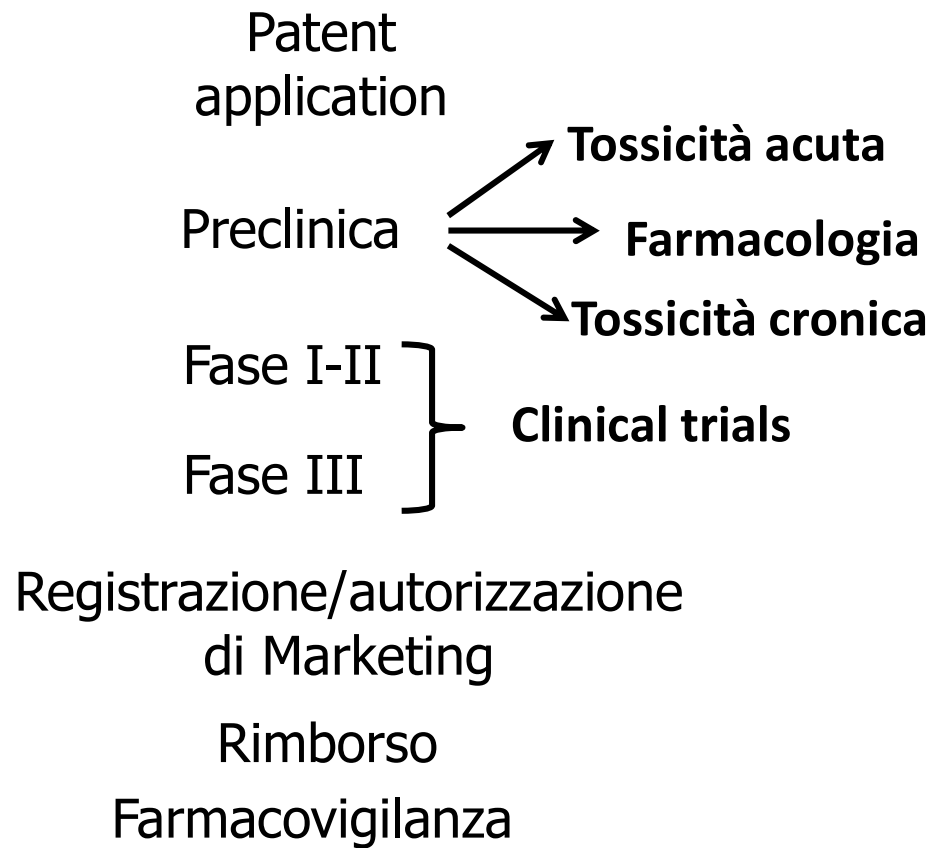 Patent
application
Tossicità acuta
Preclinica
Farmacologia
Tossicità cronica
Fase I-II
Clinical trials
Fase III
Registrazione/autorizzazione
di Marketing
Rimborso
Farmacovigilanza